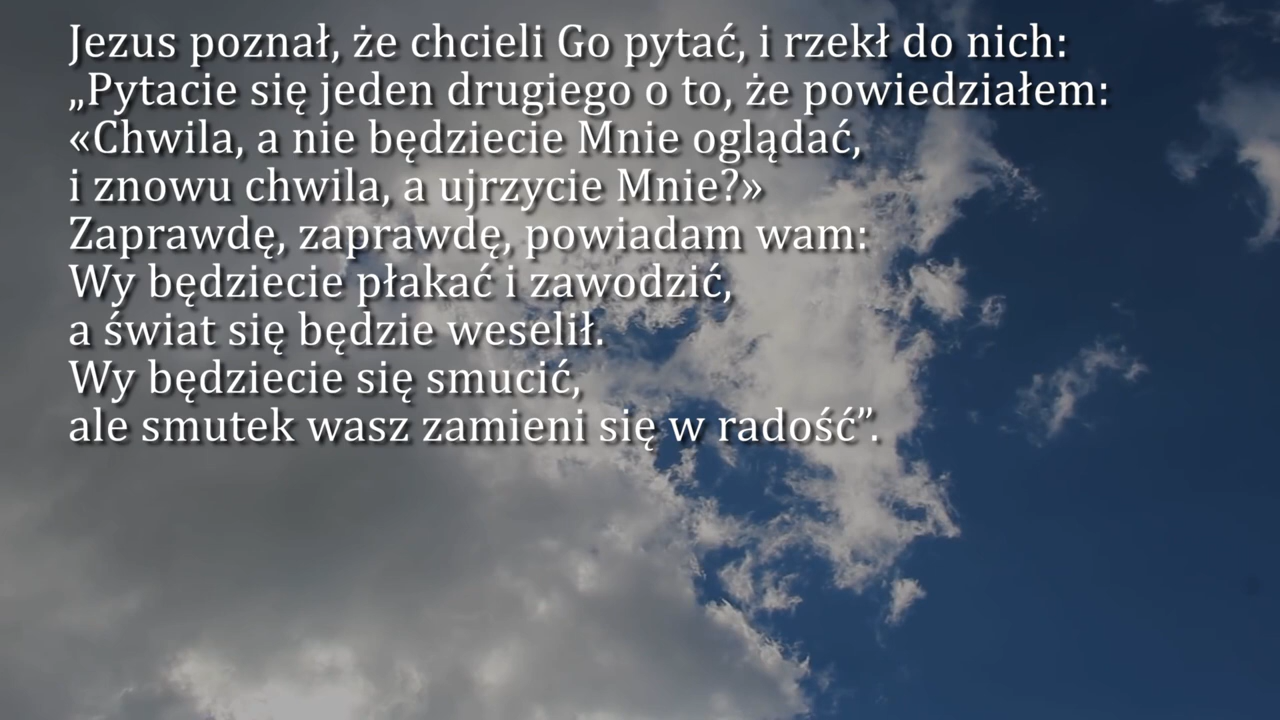 Jezus poznał, że chcieli Go pytać, i rzekł do nich:
„Pytacie się jeden drugiego o to, że powiedziałem:
«Chwila, a nie będziecie Mnie oglądać,
i znowu chwila, a ujrzycie Mnie?»
Zaprawdę, zaprawdę, powiadam wam:
Wy będziecie płakać i zawodzić,
a świat się będzie weselił.
Wy będziecie się smucić,
ale smutek wasz zamieni się w radość”.